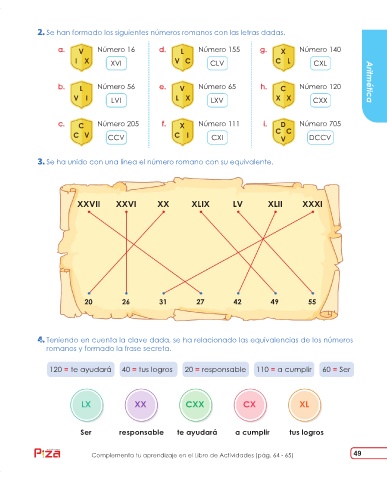 2. Se han formado los siguientes números romanos con las letras dadas.
a. V I X Número 16 XVI
d. L V C Número 155 CLV
g. X C L Número 140 CXL
b. L V I Número 56 LVI
e. V L X Número 65 LXV
h. C X X Número 120 CXX
c. C C V Número 205 CCV
f. X C I Número 111 CXI
i. D C C V Número 705 DCCV
Aritmética
3. Se ha unido con una línea el número romano con su equivalente.
XXVII XXVI XX XLIX LV XLII XXXI
20 26 31 27 42 49 55
4. Teniendo en cuenta la clave dada, se ha relacionado las equivalencias de los números
romanos y formado la frase secreta.
120 = te ayudará 40 = tus logros 20 = responsable 110 = a cumplir 60 = Ser
LX XX CXX CX XL
Ser responsable te ayudará a cumplir tus logros
Complementa tu aprendizaje en el Libro de Actividades (pág. 64 - 65)
49